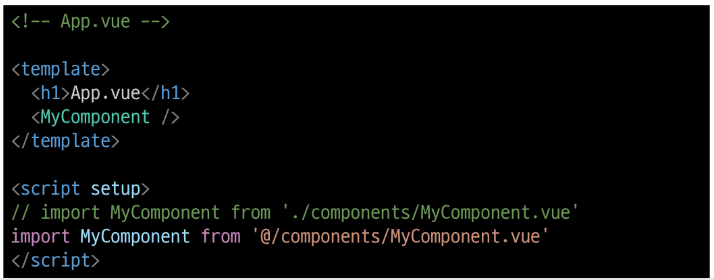 <!-- App.vue -->
<template>
<h1>App.vue</h1>
<MyComponent />
</template>
<script setup>
// import MyComponent from './components/MyComponent.vue'
import MyComponent from '@/components/MyComponent.vue'
</script>